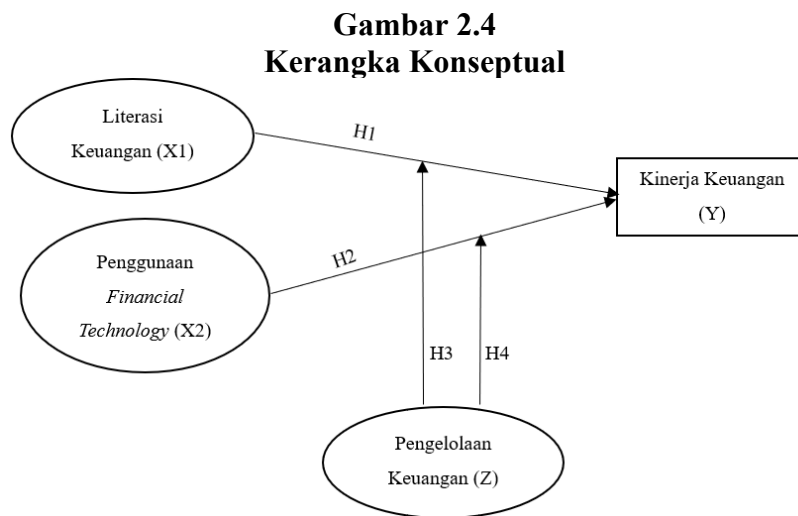 Gambar 2.4
Kerangka Konseptual
Literasi
Keuangan (X1)
H1
Kinerja Keuangan
(Y)
Penggunaan
Financial
Technology (X2)
H2
H3
H4
Pengelolaan
Keuangan (Z)